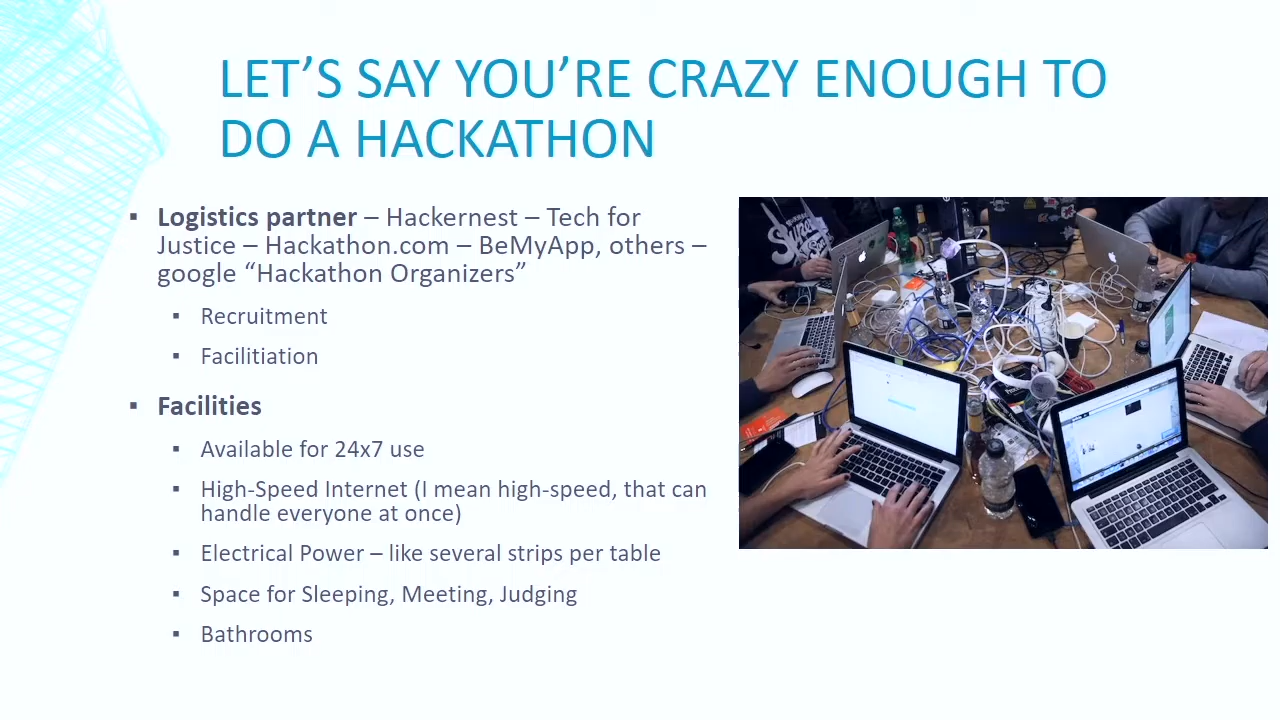 LET’S SAY YOU’RE CRAZY ENOUGH TO
DO A HACKATHON
▪ Logistics partner – Hackernest – Tech for
Justice – Hackathon.com – BeMyApp, others –
google “Hackathon Organizers”
▪ Recruitment
▪ Facilitiation
▪ Facilities
▪ Available for 24x7 use
▪ High-Speed Internet (I mean high-speed, that can
handle everyone at once)
▪ Electrical Power – like several strips per table
▪ Space for Sleeping, Meeting, Judging
▪ Bathrooms